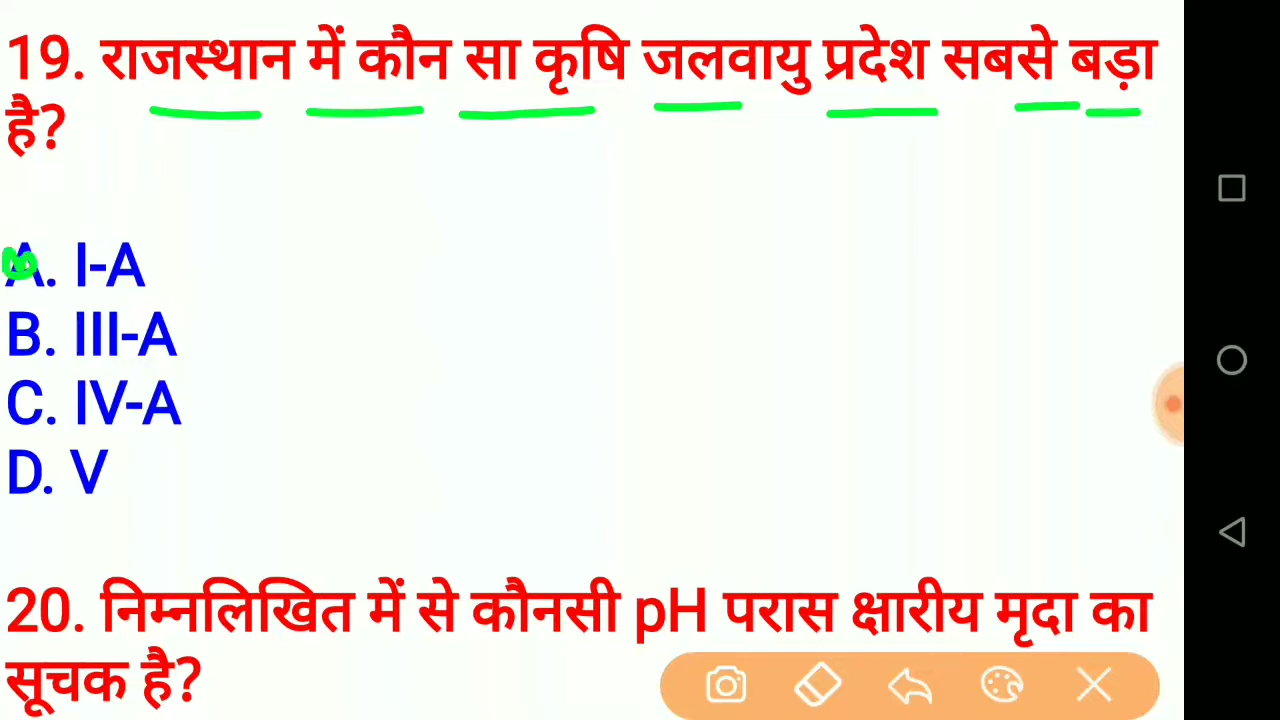 19. राजस्थान में कौन सा कृषि जलवायु प्रदेश सबसे बड़ा
है?
A. I-A
B. III-A
C. IV-A
D. V
20. निम्नलिखित में से कौनसी pH परास क्षारीय मृदा का
सूचक है?